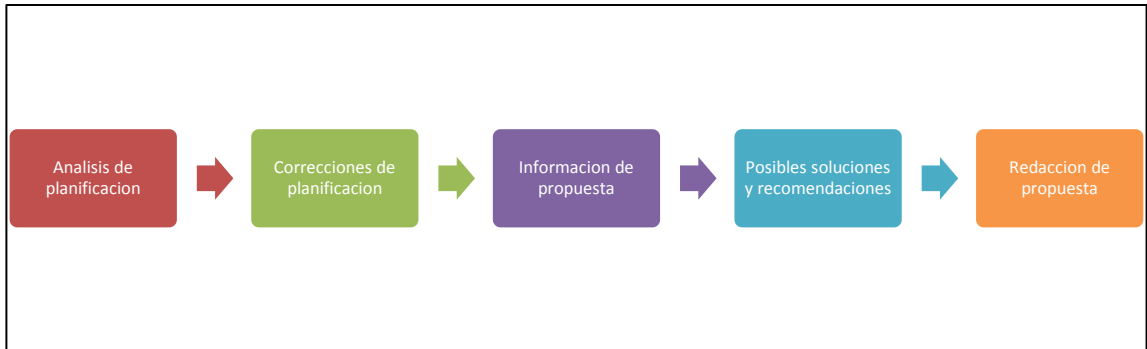 Analisis de
planificacion
Correcciones de
planificacion
Informacion de
propuesta
Posibles soluciones
y recomendaciones
Redaccion de
propuesta